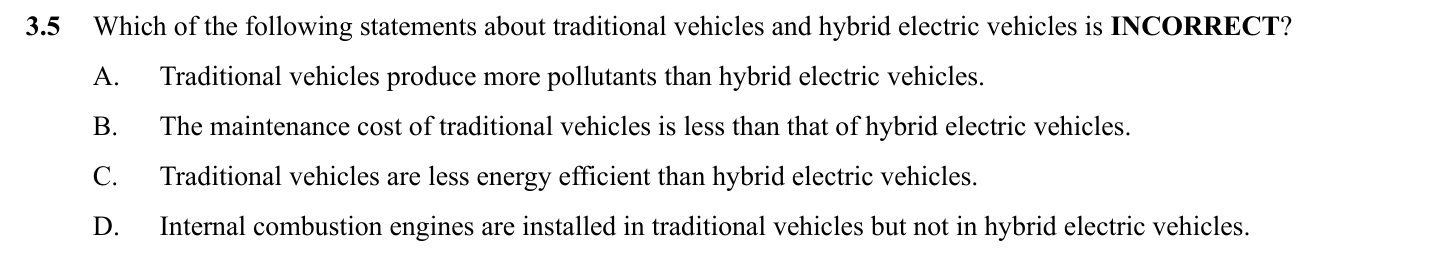 3.5 Which of the following statements about traditional vehicles and hybrid electric vehicles is INCORRECT?
A. Traditional vehicles produce more pollutants than hybrid electric vehicles.
B. The maintenance cost of traditional vehicles is less than that of hybrid electric vehicles.
C. Traditional vehicles are less energy efficient than hybrid electric vehicles.
D. Internal combustion engines are installed in traditional vehicles but not in hybrid electric vehicles.